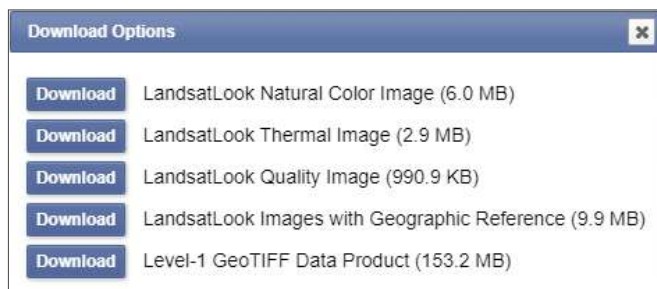 Download Options
Download LandsatLook Natural Color Image (6.0 MB)
Download LandsatLook Thermal Image (2.9 MB)
Download LandsatLook Quality Image (990.9 KB)
Download LandsatLook Images with Geographic Reference (9.9 MB)
Download Level-1 GeoTIFF Data Product (153.2 MB)